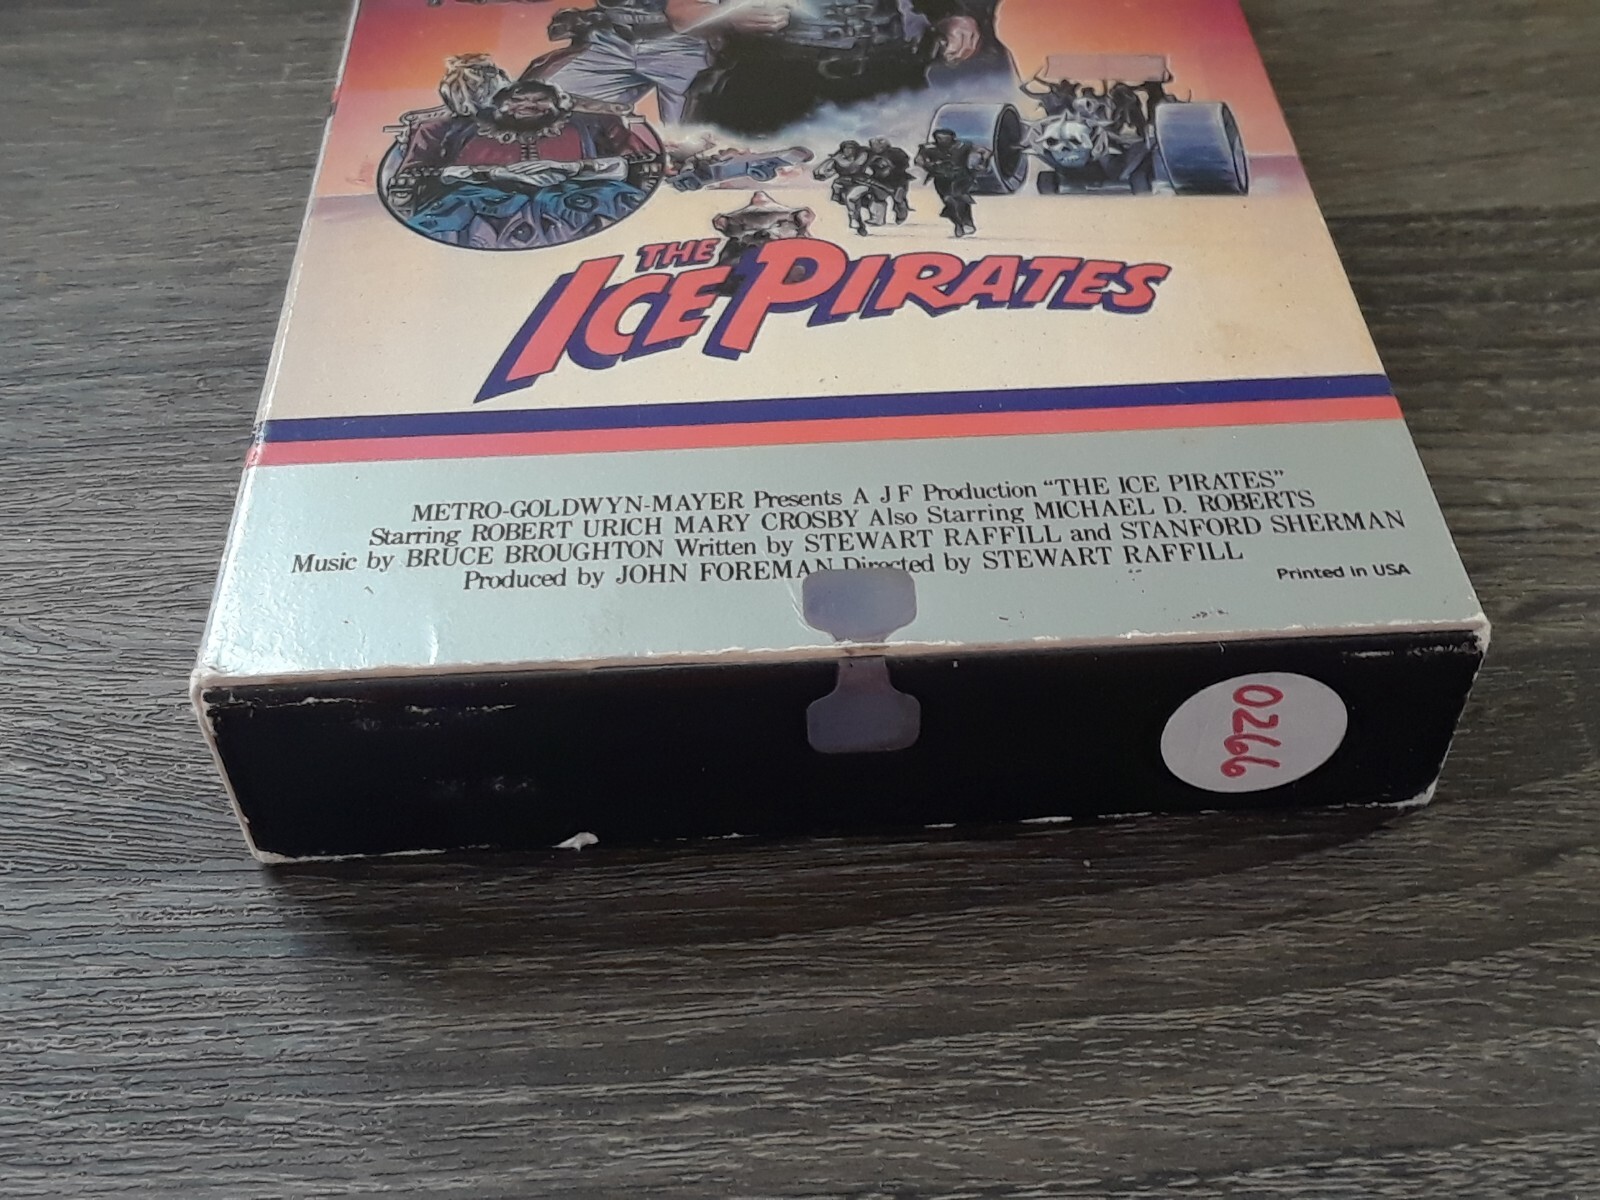 THE
ICE PIRATES
METRO-GOLDWYN-MAYER Presents A J F Production “THE ICE PIRATES”
Starring ROBERT URICH MARY CROSBY Also Starring MICHAEL D. ROBERTS
Music by BRUCE BROUGHTON Written by STEWART RAFFILL and STANFORD SHERMAN
Produced by JOHN FOREMAN Directed by STEWART RAFFILL
Printed in USA
0266